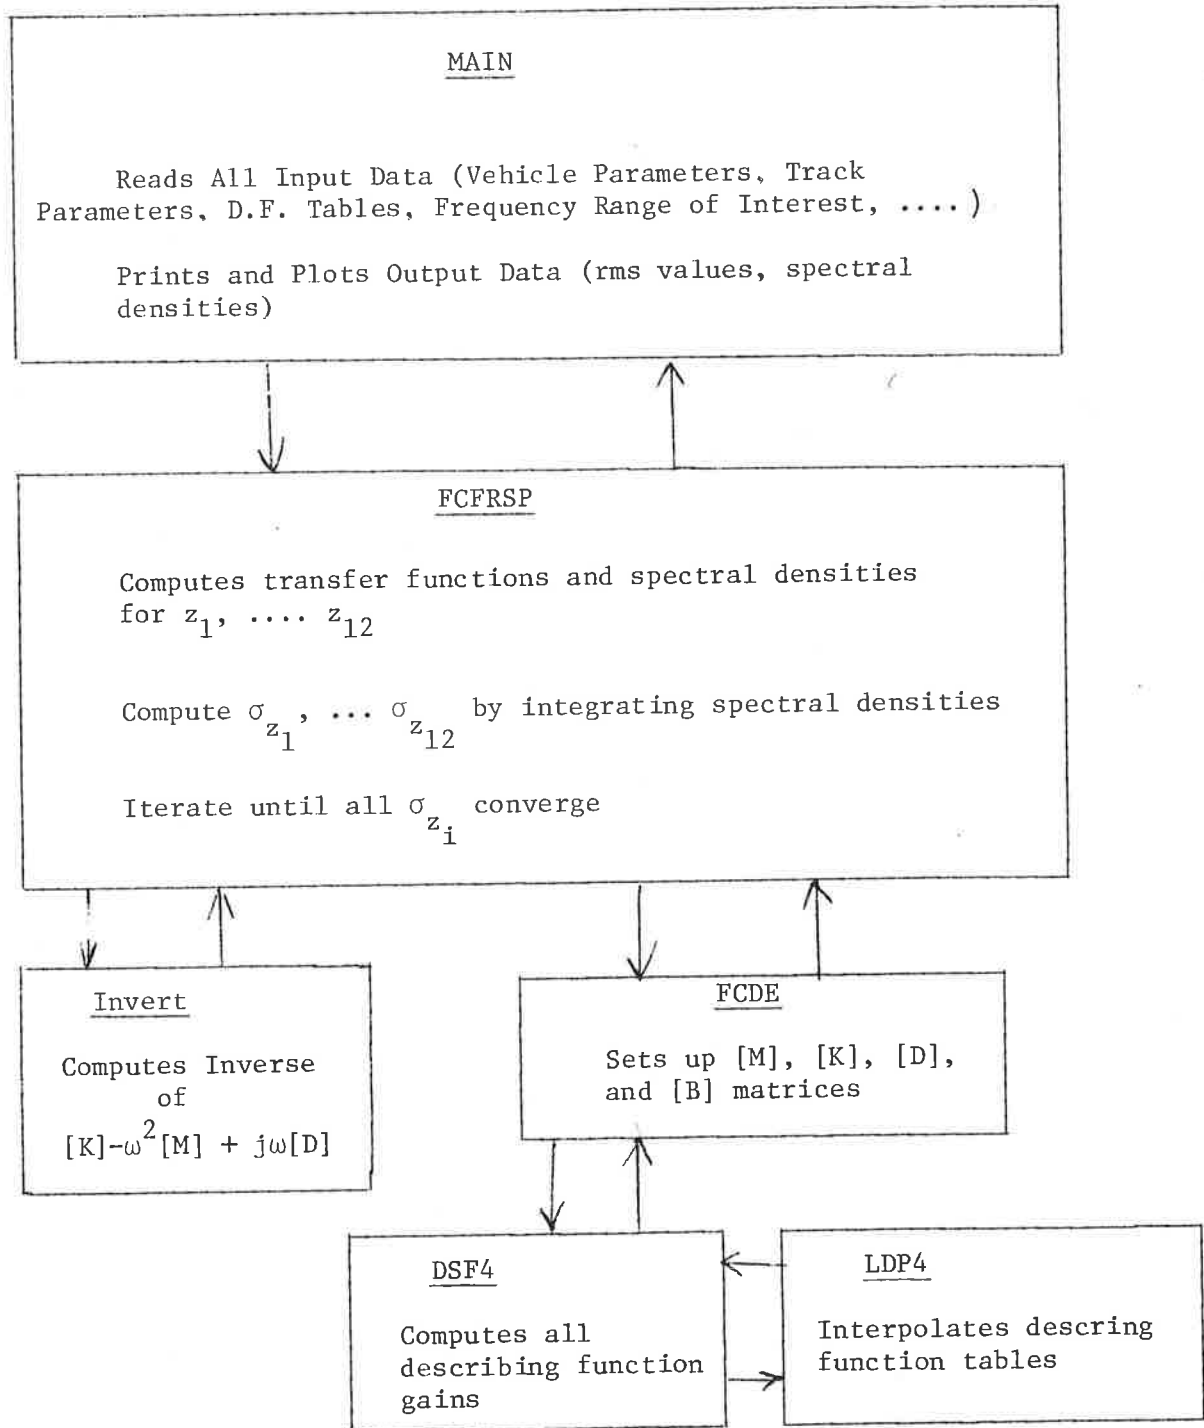 MAIN
Reads All Input Data (Vehicle Parameters, Track
Parameters, D.F. Tables, Frequency Range of Interest, ....)
Prints and Plots Output Data (rms values, spectral
densities)
FCFRSP
Computes transfer functions and spectral densities
for z₁, .... z₁₂
Compute σ_z₁, ... σ_z₁₂ by integrating spectral densities
Iterate until all σ_zᵢ converge
Invert
Computes Inverse
of
[K]-ω²[M] + jω[D]
FCDE
Sets up [M], [K], [D],
and [B] matrices
DSF4
Computes all
describing function
gains
LDP4
Interpolates descring
function tables